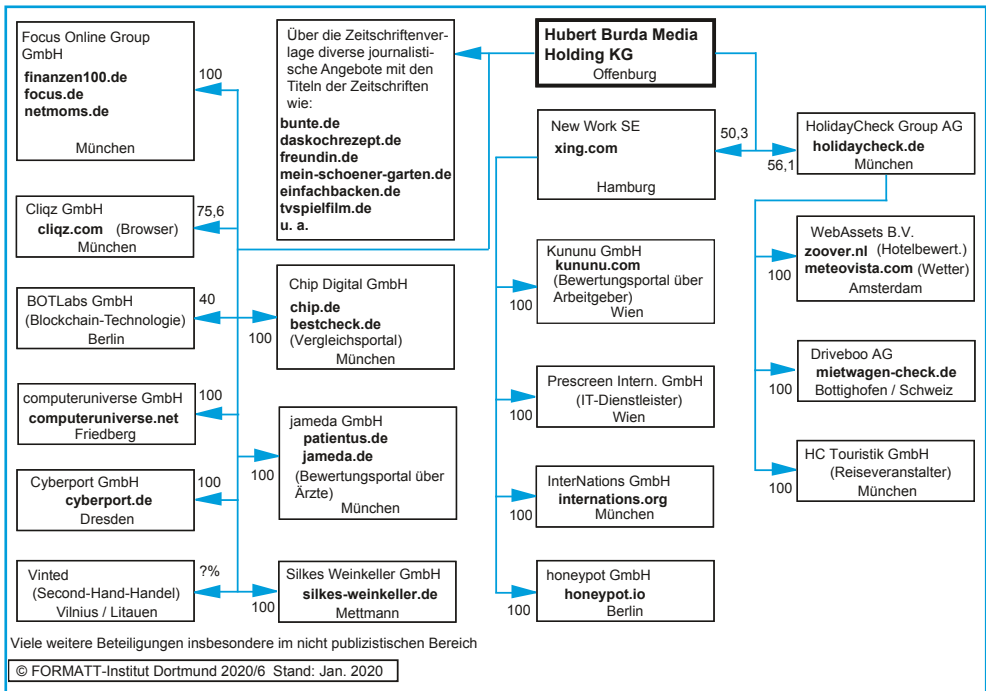 Focus Online Group
GmbH
finanzen100.de
focus.de
netmoms.de
München
100
Über die Zeitschriftenver-
lage diverse journalisti-
sche Angebote mit den
Titeln der Zeitschriften
wie:
bunte.de
daskochrezept.de
freundin.de
mein-schoener-garten.de
einfachbacken.de
tvspielfilm.de
u. a.
Hubert Burda Media
Holding KG
Offenburg
New Work SE
xing.com
Hamburg
50,3
56,1
HolidayCheck Group AG
holidaycheck.de
München
Cliqz GmbH
cliqz.com (Browser)
München
75,6
BOTLabs GmbH
(Blockchain-Technologie)
Berlin
40
Chip Digital GmbH
chip.de
bestcheck.de
(Vergleichsportal)
München
100
Kununu GmbH
kununu.com
(Bewertungsportal über
Arbeitgeber)
Wien
100
WebAssets B.V.
zoover.nl (Hotelbewert.)
meteovista.com (Wetter)
Amsterdam
100
computeruniverse GmbH
computeruniverse.net
Friedberg
100
jameda GmbH
patientus.de
jameda.de
(Bewertungsportal über
Ärzte)
München
100
Prescreen Intern. GmbH
(IT-Dienstleister)
Wien
100
Driveboo AG
mietwagen-check.de
Bottighofen / Schweiz
100
Cyberport GmbH
cyberport.de
Dresden
100
InterNations GmbH
internations.org
München
100
HC Touristik GmbH
(Reiseveranstalter)
München
100
Vinted
(Second-Hand-Handel)
Vilnius / Litauen
?%
Silkes Weinkeller GmbH
silkes-weinkeller.de
Mettmann
100
honeypot GmbH
honeypot.io
Berlin
100
Viele weitere Beteiligungen insbesondere im nicht publizistischen Bereich
© FORMATT-Institut Dortmund 2020/6 Stand: Jan. 2020